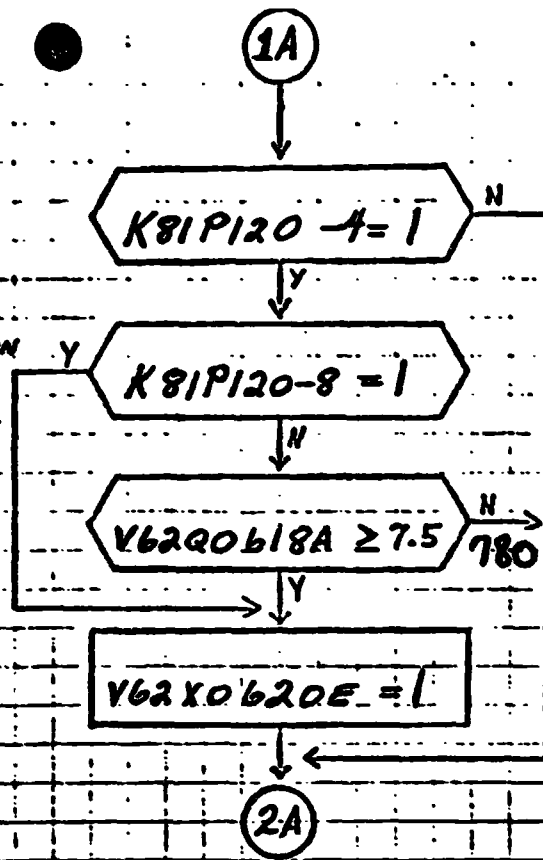 1A
K81P120-4=1
N
Y
N
Y
K81P120-8=1
N
V62Q0618A ≥ 7.5
N
780
Y
V62X0620E = 1
2A